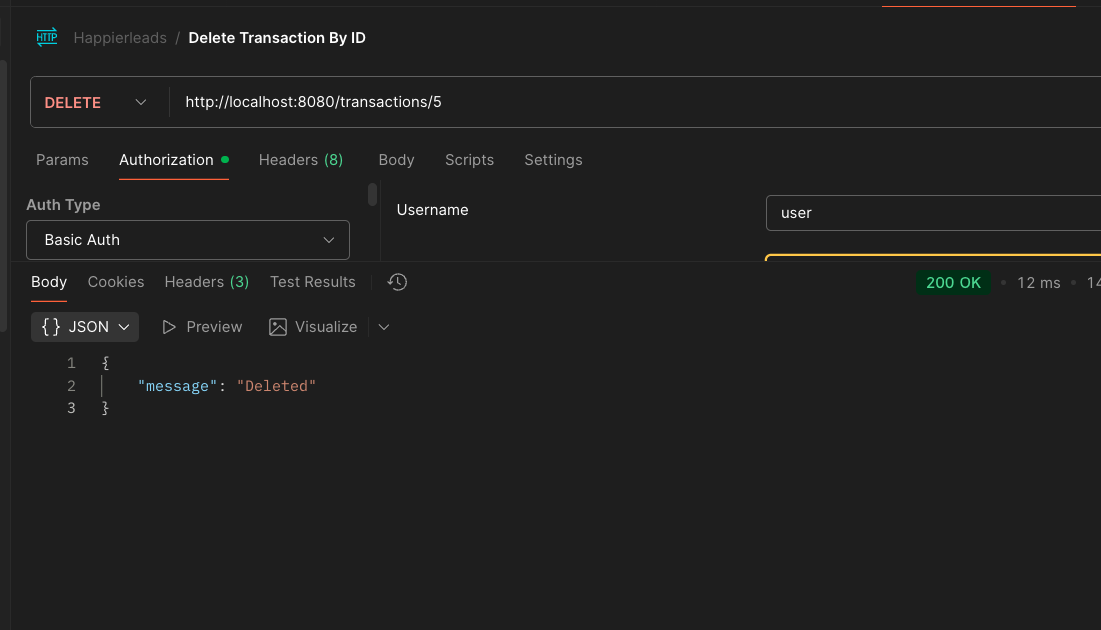 HTTP Happierleads / Delete Transaction By ID
DELETE http://localhost:8080/transactions/5
Params Authorization Headers (8) Body Scripts Settings
Auth Type
Basic Auth
Username user
Body Cookies Headers (3) Test Results 200 OK • 12 ms • 14
{} JSON Preview Visualize
1 {
2 "message": "Deleted"
3 }